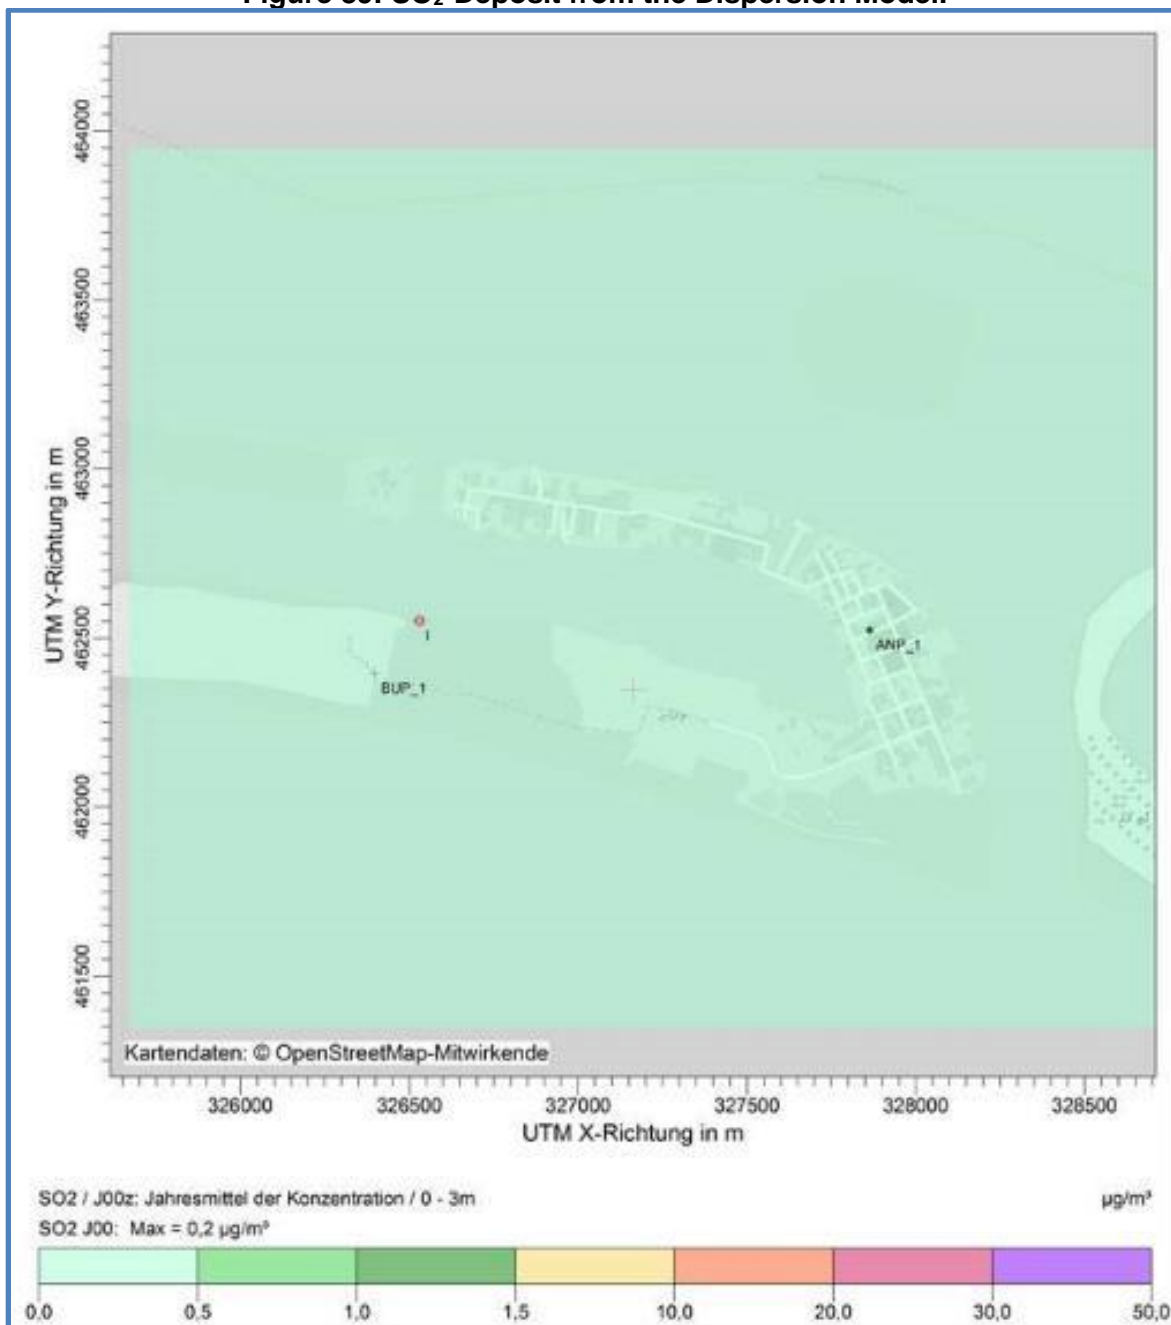 Figure 39: SO₂ Deposit from the Dispersion Modell
464000
463500
463000
462500
462000
461500
UTM Y-Richtung in m
1
BUP_1
ANP_1
Kartendaten: © OpenStreetMap-Mitwirkende
326000 326500 327000 327500 328000 328500
UTM X-Richtung in m
SO2 / J00z: Jahresmittel der Konzentration / 0 - 3m µg/m³
SO2 J00: Max = 0,2 µg/m³
0,0 0,5 1,0 1,5 10,0 20,0 30,0 50,0